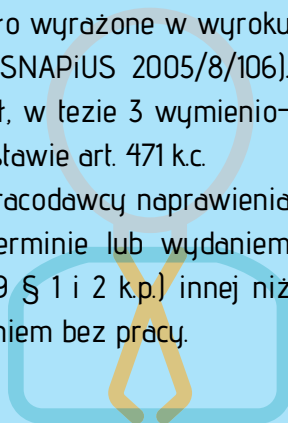 ro wyrażone w wyroku
SNAPiUS 2005/8/106).
ł, w tezie 3 wymienio-
stawie art. 471 k.c.
racodawcy naprawienia
erminie lub wydaniem
9 § 1 i 2 k.p.) innej niż
niem bez pracy.